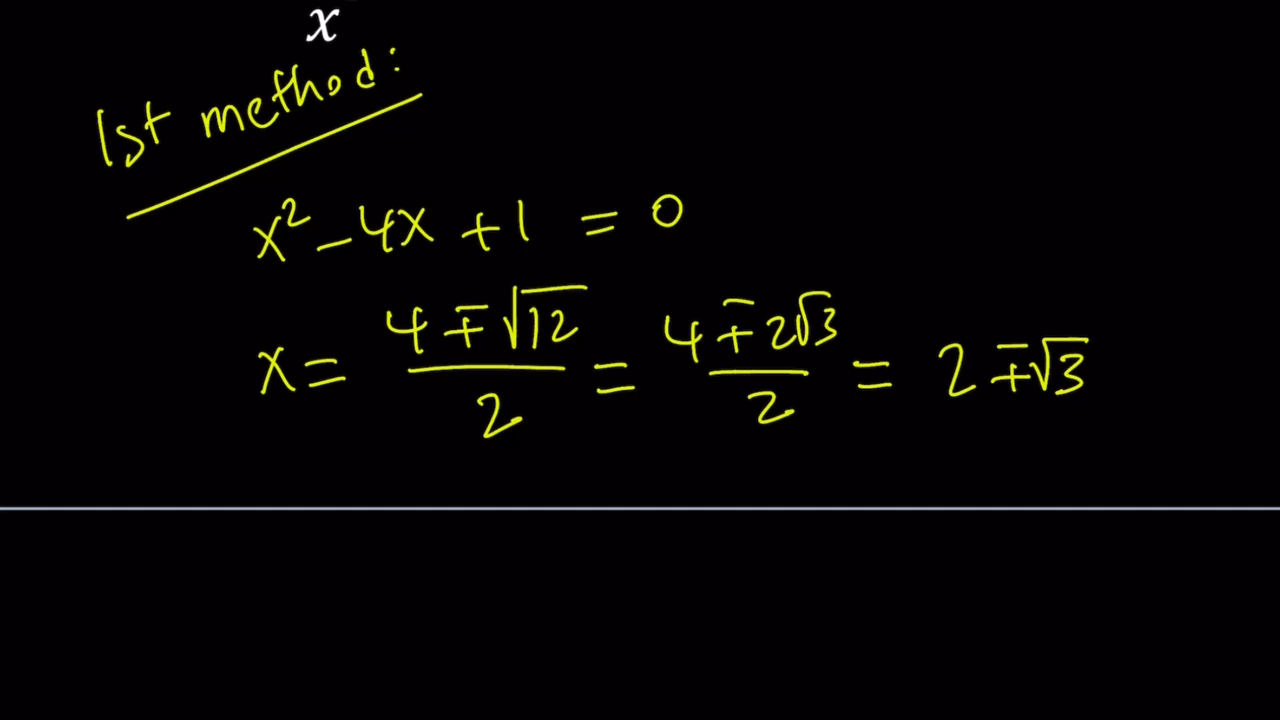 x
1st method:
x² - 4x + 1 = 0
x = (4 ∓ √12)/2 = (4 ∓ 2√3)/2 = 2 ∓ √3